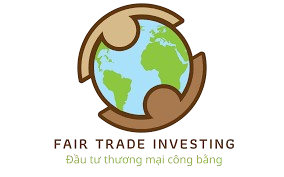 FAIR TRADE INVESTING
Đầu tư thương mại công bằng